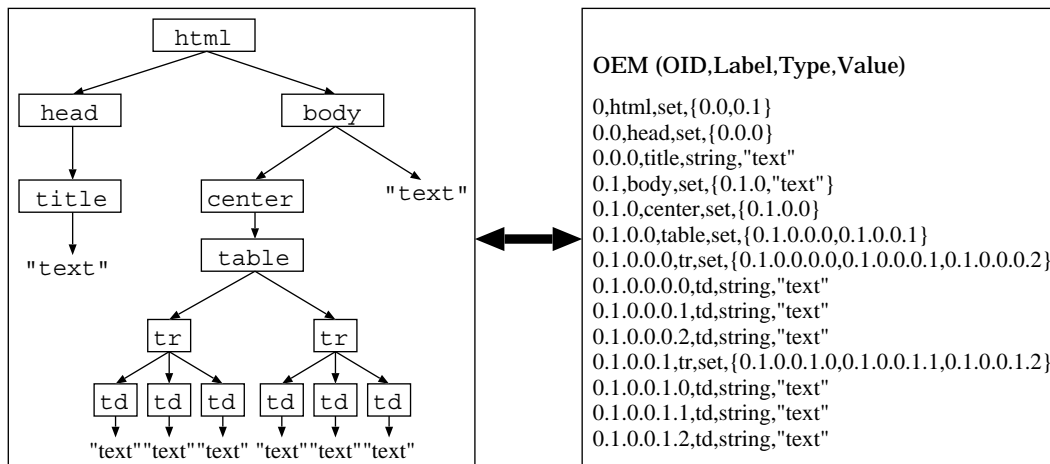 html
head body
title center "text"
"text" table
tr tr
td td td td td td
"text" "text" "text" "text" "text" "text"
OEM (OID,Label,Type,Value)
0,html,set,{0.0,0.1}
0.0,head,set,{0.0.0}
0.0.0,title,string,"text"
0.1,body,set,{0.1.0,"text"}
0.1.0,center,set,{0.1.0.0}
0.1.0.0,table,set,{0.1.0.0.0,0.1.0.0.1}
0.1.0.0.0,tr,set,{0.1.0.0.0.0,0.1.0.0.0.1,0.1.0.0.0.2}
0.1.0.0.0.0,td,string,"text"
0.1.0.0.0.1,td,string,"text"
0.1.0.0.0.2,td,string,"text"
0.1.0.0.1,tr,set,{0.1.0.0.1.0,0.1.0.0.1.1,0.1.0.0.1.2}
0.1.0.0.1.0,td,string,"text"
0.1.0.0.1.1,td,string,"text"
0.1.0.0.1.2,td,string,"text"